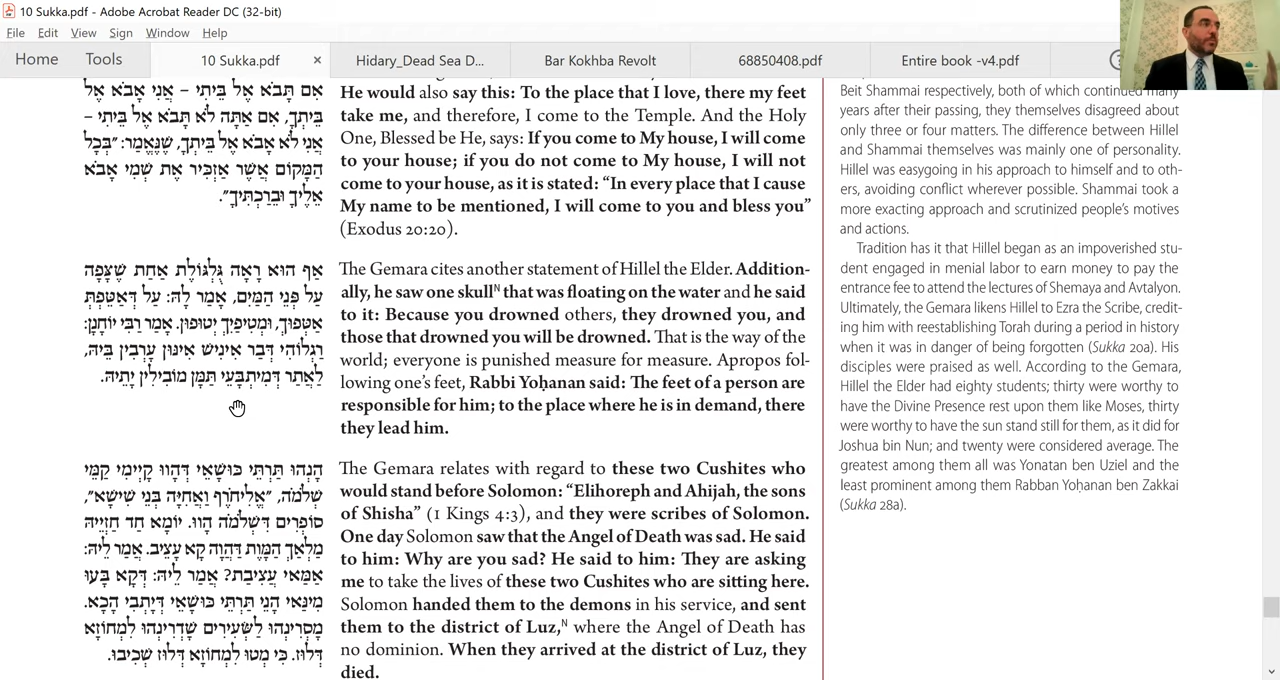 10 Sukka.pdf - Adobe Acrobat Reader DC (32-bit)
File Edit View Sign Window Help
Home Tools 10 Sukka.pdf × Hidary_Dead Sea D... Bar Kokhba Revolt 68850408.pdf Entire book -v4.pdf
אִם תָּבֹא אֶל בֵּיתִי – אֲנִי אָבֹא אֶל
בֵּיתְךָ, אִם אַתָּה לֹא תָּבֹא אֶל בֵּיתִי –
אֲנִי לֹא אָבֹא אֶל בֵּיתְךָ, שֶׁנֶּאֱמַר: ״בְּכָל
הַמָּקוֹם אֲשֶׁר אַזְכִּיר אֶת שְׁמִי אָבֹא
אֵלֶיךָ וּבֵרַכְתִּיךָ״.
אַף הוּא רָאָה גֻּלְגּוֹלֶת אַחַת שֶׁצָּפָה
עַל פְּנֵי הַמַּיִם, אָמַר לָהּ: עַל דַּאֲטֵפְתְּ
אַטְפוּךְ, וּמְטִיפַיִךְ יְטוּפוּן. אָמַר רַבִּי יוֹחָנָן:
רַגְלוֹהִי דְּבַר אִינִישׁ אִינּוּן עָרְבִין בֵּיהּ,
לַאֲתַר דְּמִיתְבְּעֵי תַּמָּן מוֹבִילִין יָתֵיהּ.
הָנְהוּ תַּרְתֵּי כּוּשָׁאֵי דְּהָווּ קָיְימִי קַמֵּי
שְׁלֹמֹה, ״אֱלִיחֹרֶף וַאֲחִיָּה בְּנֵי שִׁישָׁא״,
סוֹפְרִים דִּשְׁלֹמֹה הָווּ. יוֹמָא חַד חַזְיֵיהּ
מַלְאַךְ הַמָּוֶת דַּהֲוָה קָא עָצֵיב. אֲמַר לֵיהּ:
אַמַּאי עֲצִיבַתְּ? אֲמַר לֵיהּ: דְּקָא בָּעוּ
מִינַּאי הָנֵי תַּרְתֵּי כּוּשָׁאֵי דְּיָתְבִי הָכָא.
מַסְרִינְהוּ לַשְּׂעִירִים שַׁדְּרִינְהוּ לִמְחוֹזָא
דְּלוּז. כִּי מְטוֹ לִמְחוֹזָא דְּלוּז שָׁכִיבוּ.
He would also say this: To the place that I love, there my feet
take me, and therefore, I come to the Temple. And the Holy
One, Blessed be He, says: If you come to My house, I will come
to your house; if you do not come to My house, I will not
come to your house, as it is stated: “In every place that I cause
My name to be mentioned, I will come to you and bless you”
(Exodus 20:20).
The Gemara cites another statement of Hillel the Elder. Addition-
ally, he saw one skullᴺ that was floating on the water and he said
to it: Because you drowned others, they drowned you, and
those that drowned you will be drowned. That is the way of the
world; everyone is punished measure for measure. Apropos fol-
lowing one’s feet, Rabbi Yoḥanan said: The feet of a person are
responsible for him; to the place where he is in demand, there
they lead him.
The Gemara relates with regard to these two Cushites who
would stand before Solomon: “Elihoreph and Ahijah, the sons
of Shisha” (1 Kings 4:3), and they were scribes of Solomon.
One day Solomon saw that the Angel of Death was sad. He said
to him: Why are you sad? He said to him: They are asking
me to take the lives of these two Cushites who are sitting here.
Solomon handed them to the demons in his service, and sent
them to the district of Luz,ᴺ where the Angel of Death has
no dominion. When they arrived at the district of Luz, they
died.
Beit Shammai respectively, both of which continued many
years after their passing, they themselves disagreed about
only three or four matters. The difference between Hillel
and Shammai themselves was mainly one of personality.
Hillel was easygoing in his approach to himself and to oth-
ers, avoiding conflict wherever possible. Shammai took a
more exacting approach and scrutinized people’s motives
and actions.
Tradition has it that Hillel began as an impoverished stu-
dent engaged in menial labor to earn money to pay the
entrance fee to attend the lectures of Shemaya and Avtalyon.
Ultimately, the Gemara likens Hillel to Ezra the Scribe, credit-
ing him with reestablishing Torah during a period in history
when it was in danger of being forgotten (Sukka 20a). His
disciples were praised as well. According to the Gemara,
Hillel the Elder had eighty students; thirty were worthy to
have the Divine Presence rest upon them like Moses, thirty
were worthy to have the sun stand still for them, as it did for
Joshua bin Nun; and twenty were considered average. The
greatest among them all was Yonatan ben Uziel and the
least prominent among them Rabban Yoḥanan ben Zakkai
(Sukka 28a).